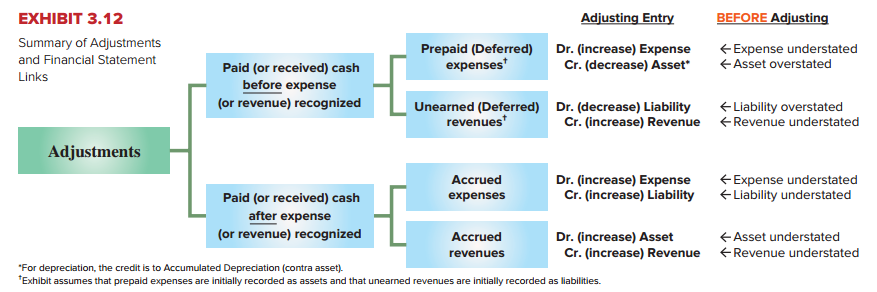 EXHIBIT 3.12
Summary of Adjustments
and Financial Statement
Links
Adjustments
Paid (or received) cash
before expense
(or revenue) recognized
Paid (or received) cash
after expense
(or revenue) recognized
Prepaid (Deferred)
expenses†
Unearned (Deferred)
revenues†
Accrued
expenses
Accrued
revenues
Adjusting Entry
Dr. (increase) Expense
Cr. (decrease) Asset*
Dr. (decrease) Liability
Cr. (increase) Revenue
Dr. (increase) Expense
Cr. (increase) Liability
Dr. (increase) Asset
Cr. (increase) Revenue
BEFORE Adjusting
←Expense understated
←Asset overstated
←Liability overstated
←Revenue understated
←Expense understated
←Liability understated
←Asset understated
←Revenue understated
*For depreciation, the credit is to Accumulated Depreciation (contra asset).
†Exhibit assumes that prepaid expenses are initially recorded as assets and that unearned revenues are initially recorded as liabilities.